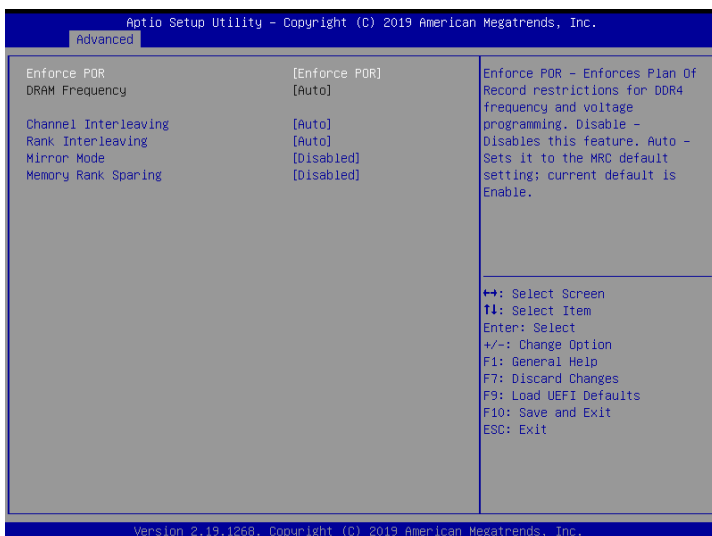 Aptio Setup Utility – Copyright (C) 2019 American Megatrends, Inc.
Advanced
Enforce POR [Enforce POR]
DRAM Frequency [Auto]
Channel Interleaving [Auto]
Rank Interleaving [Auto]
Mirror Mode [Disabled]
Memory Rank Sparing [Disabled]
Enforce POR – Enforces Plan Of
Record restrictions for DDR4
frequency and voltage
programming. Disable –
Disables this feature. Auto –
Sets it to the MRC default
setting; current default is
Enable.
↔: Select Screen
↑↓: Select Item
Enter: Select
+/-: Change Option
F1: General Help
F7: Discard Changes
F9: Load UEFI Defaults
F10: Save and Exit
ESC: Exit
Version 2.19.1268. Copyright (C) 2019 American Megatrends, Inc.